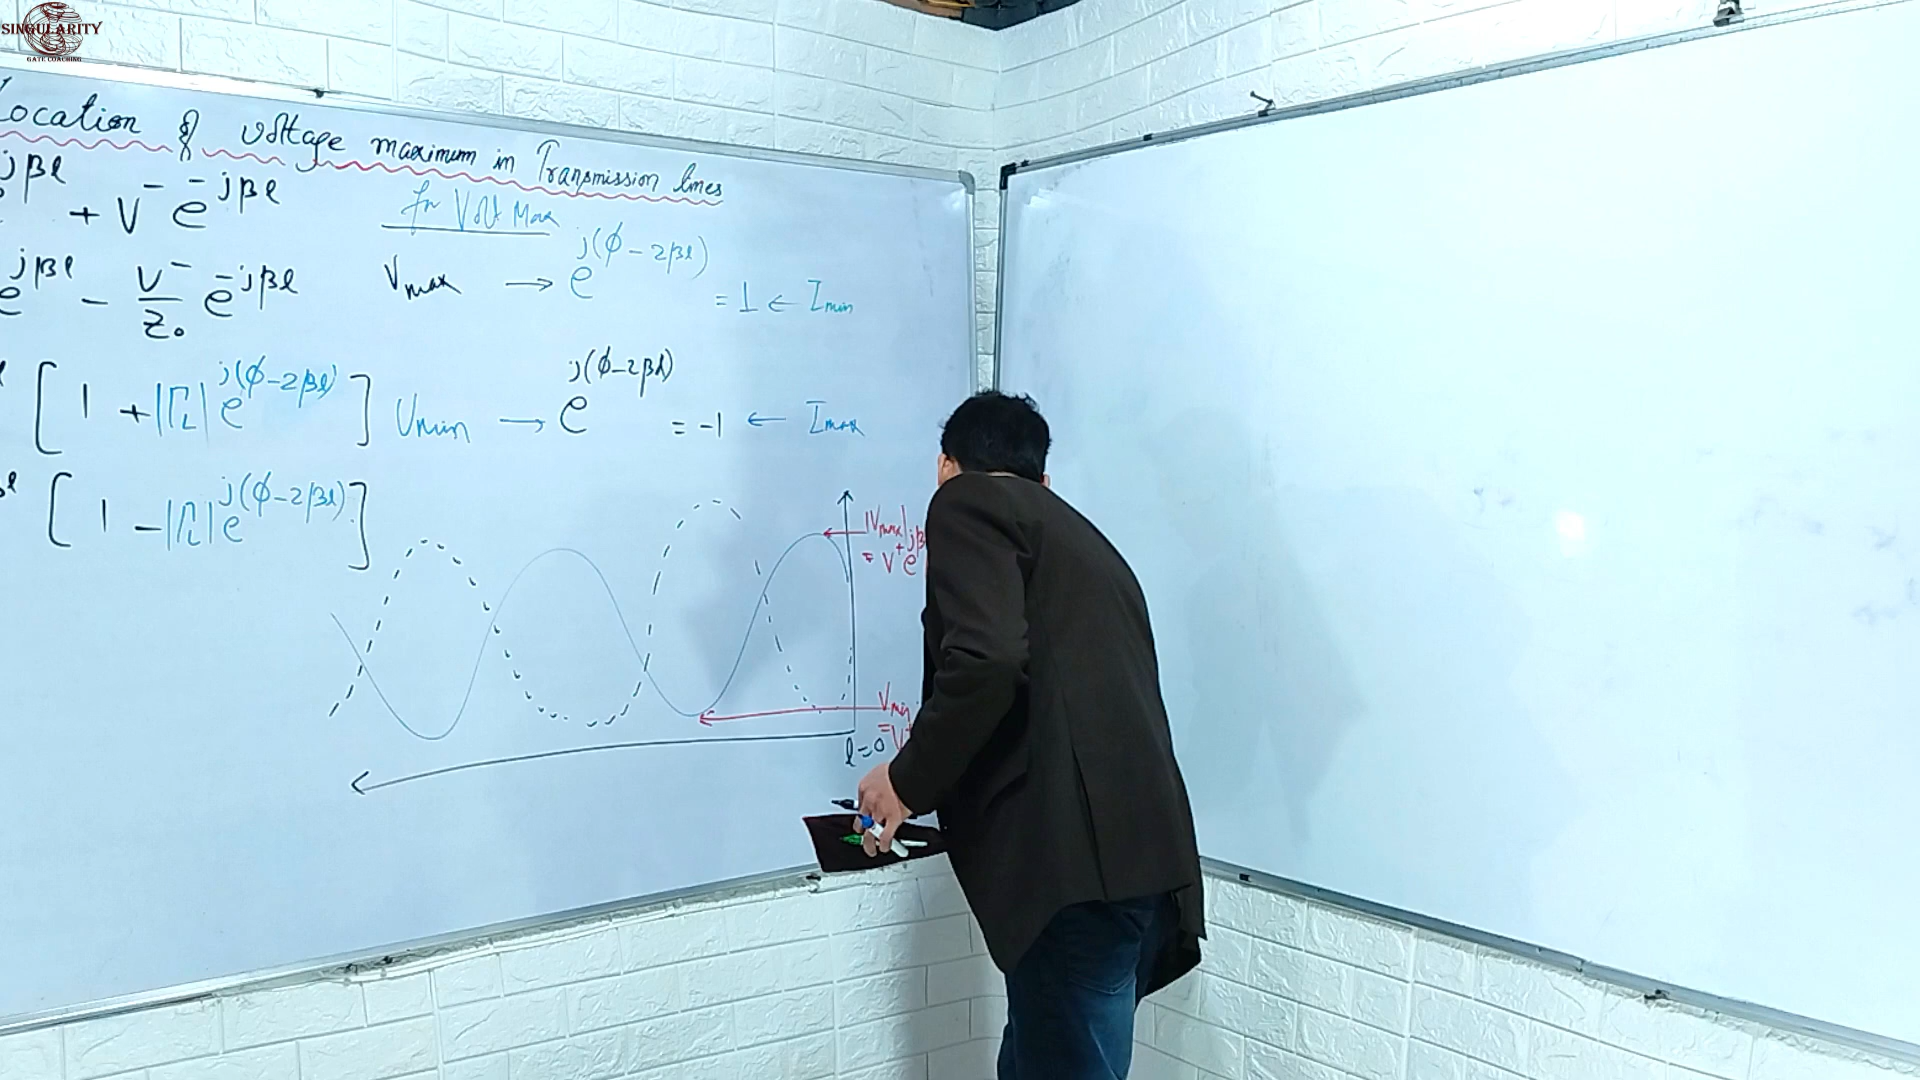 SINGULARITY
GATE COACHING
Location of voltage maximum in Transmission lines
jβl + V⁻ e⁻jβl
For Volt Max
e jβl - V⁻/Z₀ e⁻jβl
Vmax → e j(ϕ-2βl) = 1 ← Imin
[1 + |ΓL| e j(ϕ-2βl)]
Vmin → e j(ϕ-2βl) = -1 ← Imax
[1 - |ΓL| e j(ϕ-2βl)]
|Vmax|
= V⁺ e jβ
Vmin
= V⁺
l=0